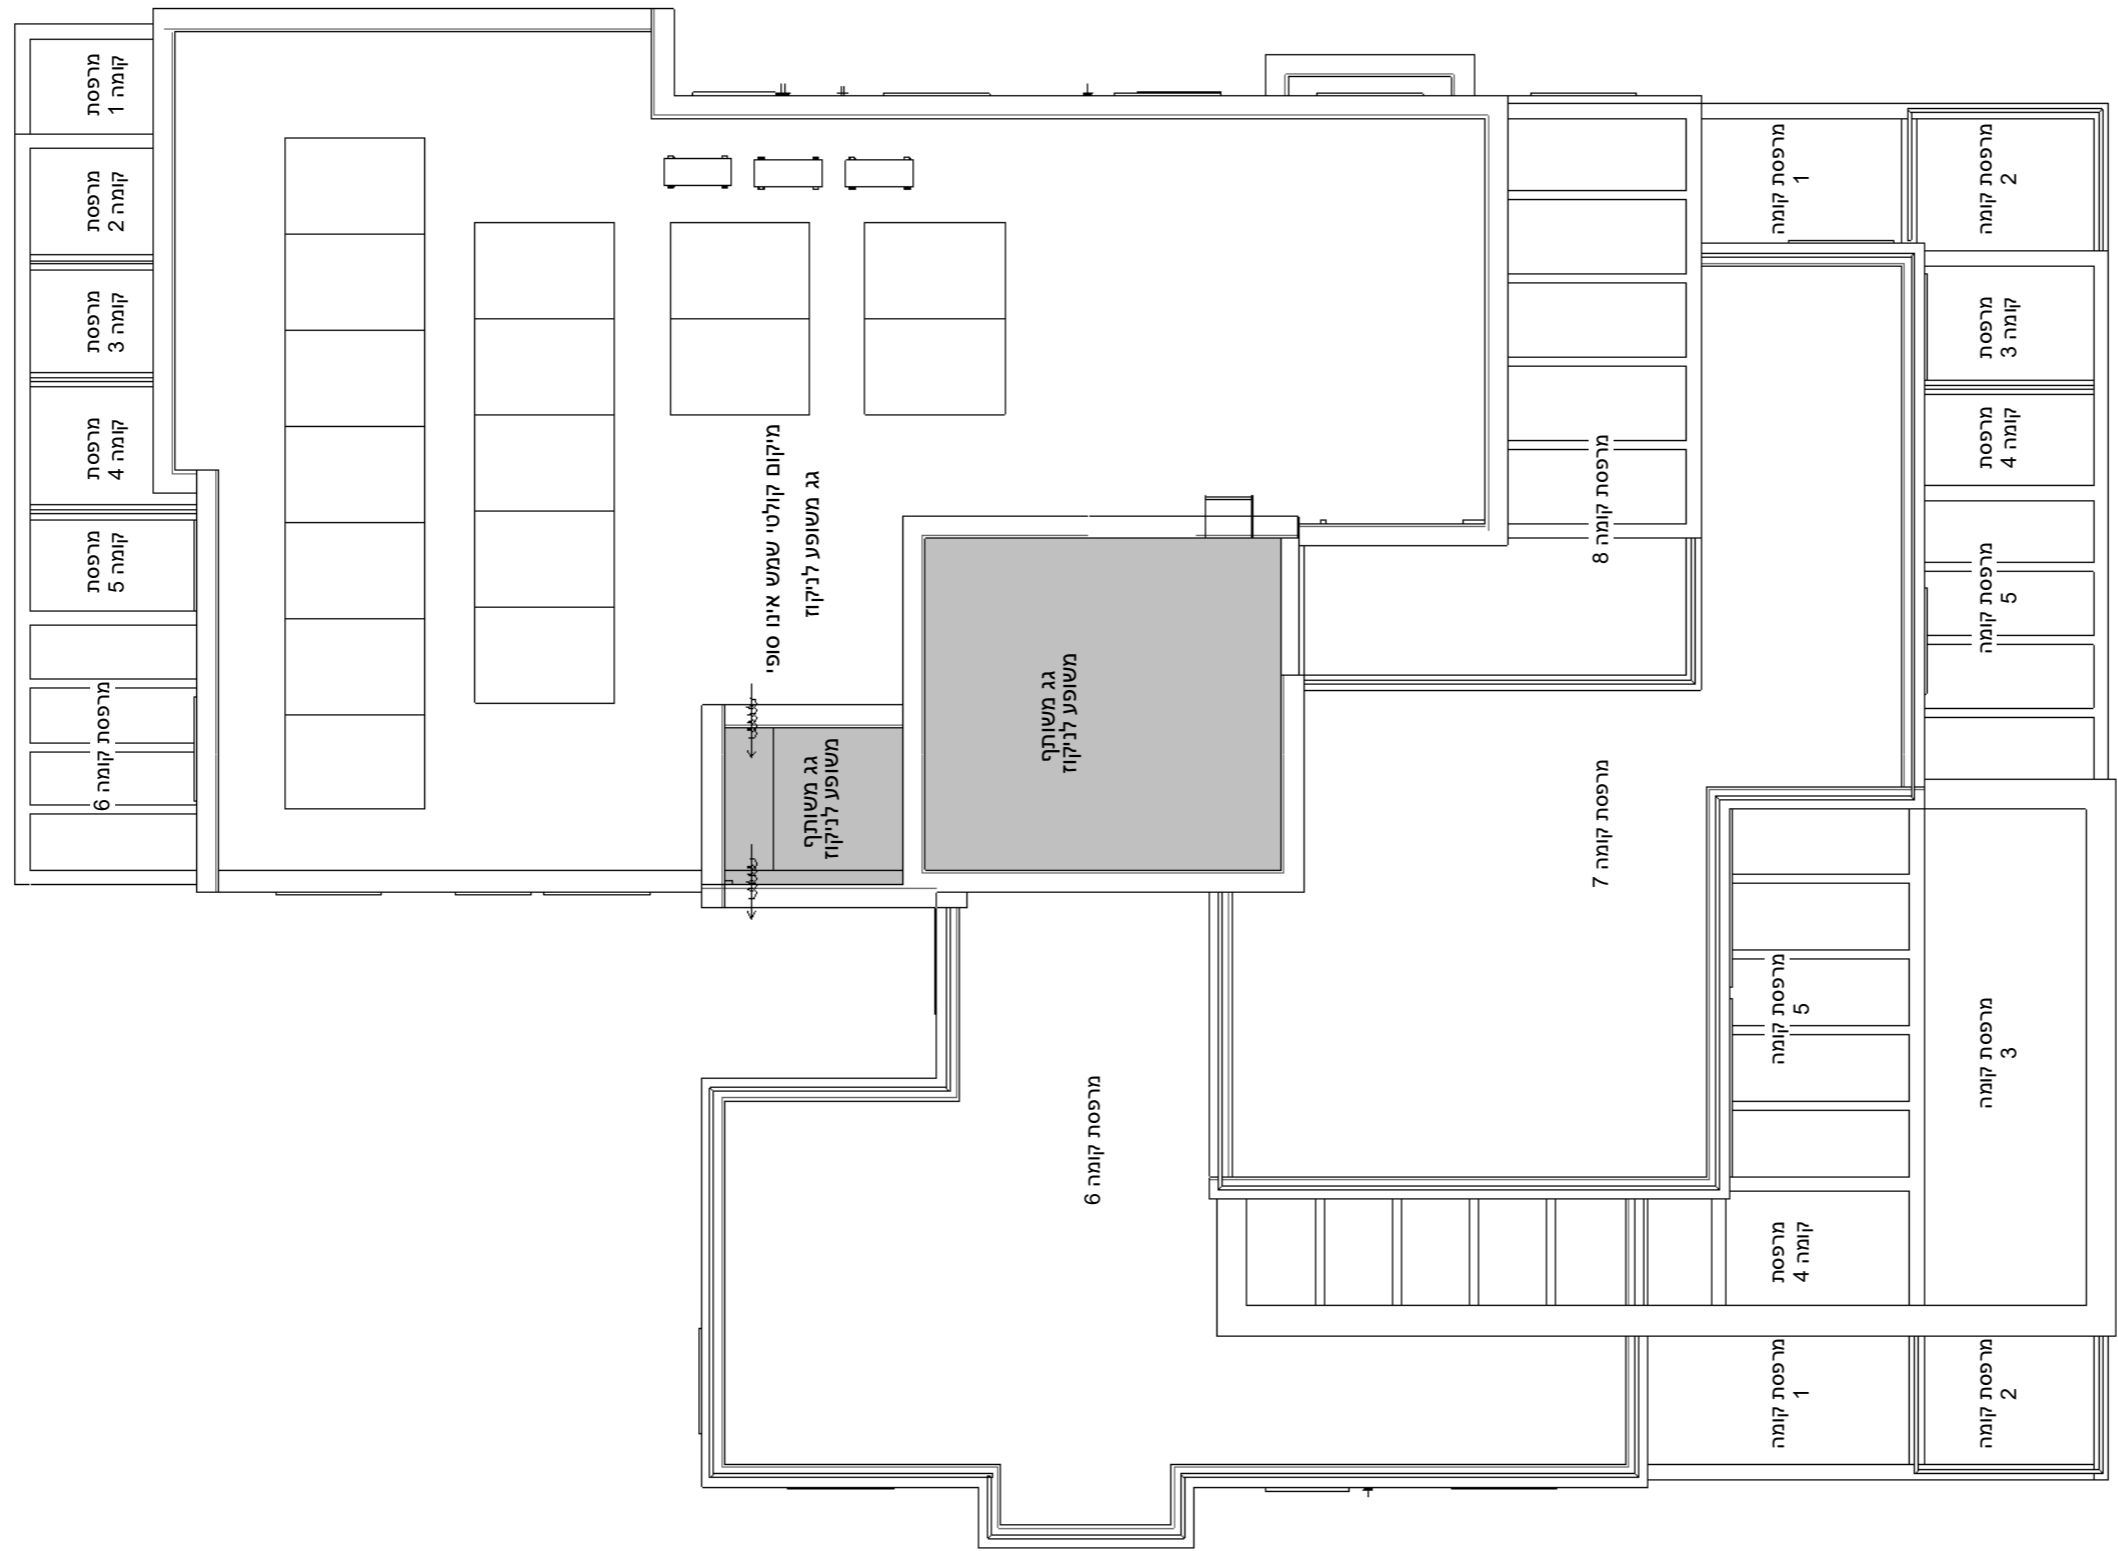 מרפסת
קומה 1
מרפסת
קומה 2
מרפסת
קומה 3
מרפסת
קומה 4
מרפסת
קומה 5
מרפסת קומה 6
מיקום קולטי שמש אינו סופי
גג משופע לניקוז
גג משותף
משופע לניקוז
גג משותף
משופע לניקוז
מרפסת קומה 6
מרפסת קומה 8
מרפסת קומה 7
מרפסת קומה
1
מרפסת קומה
2
מרפסת
קומה 3
מרפסת
קומה 4
מרפסת קומה
5
מרפסת קומה
5
מרפסת קומה
3
מרפסת
קומה 4
מרפסת קומה
1
מרפסת קומה
2